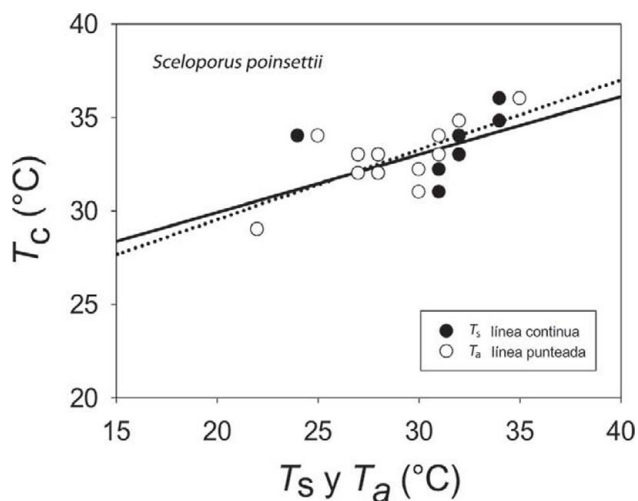 40
Sceloporus poinsettii
35
30
25
20
Tc (°C)
Ts línea continua
Ta línea punteada
15 20 25 30 35 40
Ts y Ta (°C)